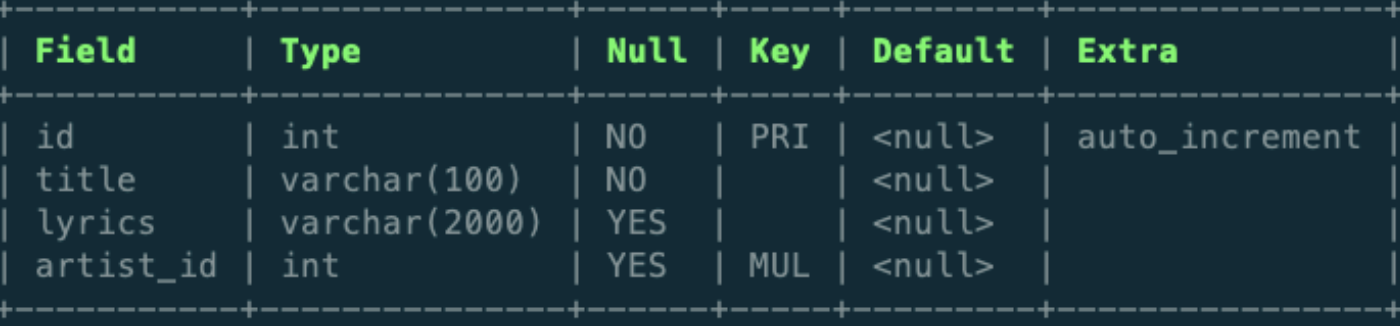 | Field | Type | Null | Key | Default | Extra |
| id | int | NO | PRI | <null> | auto_increment |
| title | varchar(100) | NO | | <null> | |
| lyrics | varchar(2000) | YES | | <null> | |
| artist_id | int | YES | MUL | <null> | |